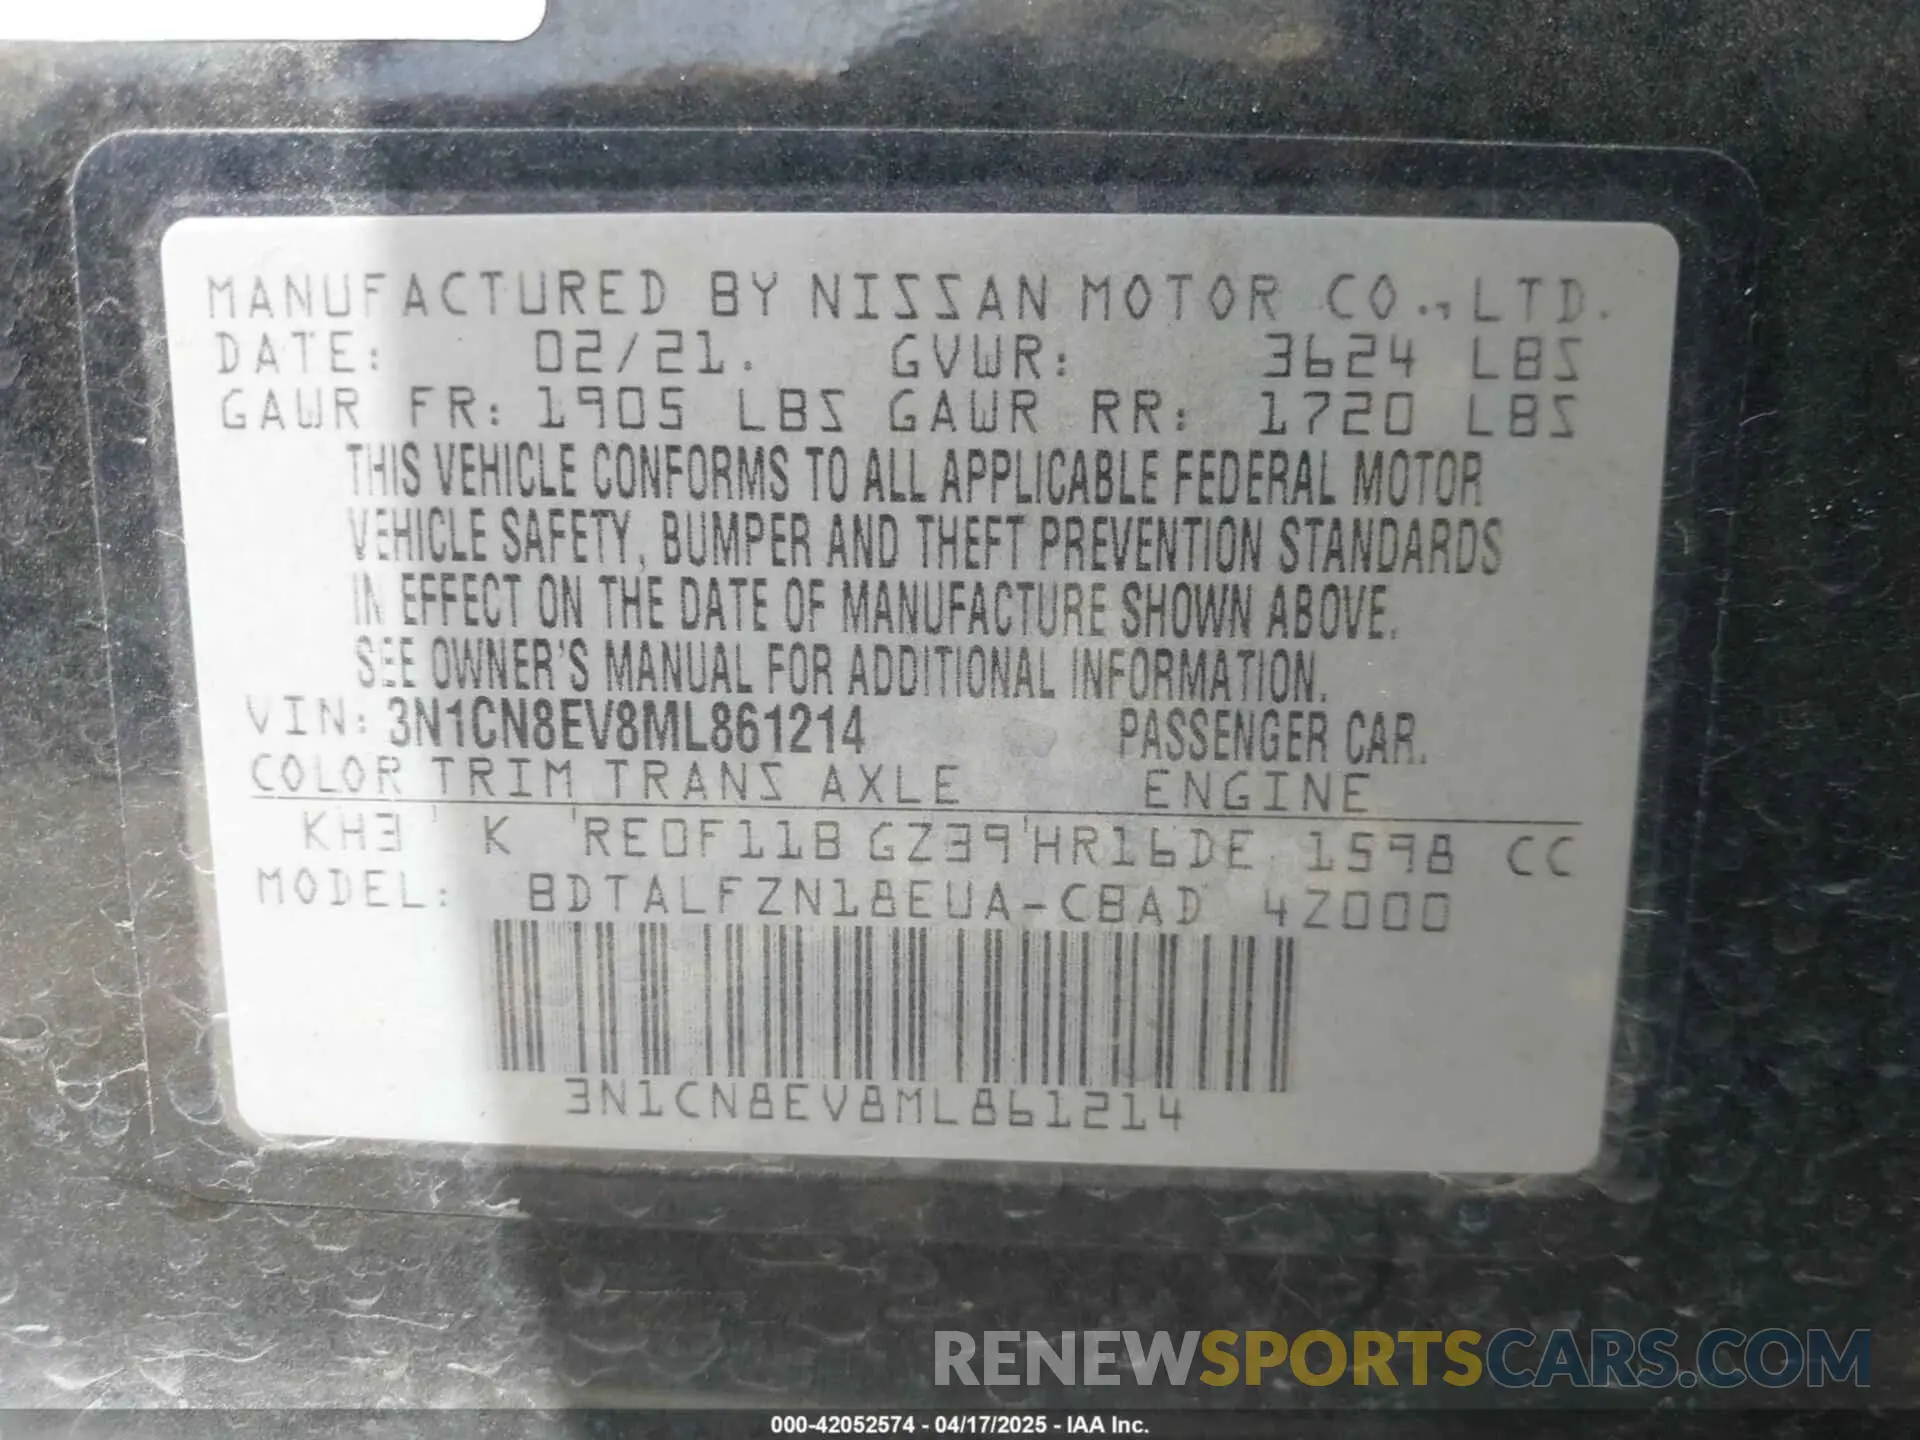 MANUFACTURED BY NISSAN MOTOR CO., LTD.
DATE: 02/21. GVWR: 3624 LBS
GAWR FR: 1905 LBS GAWR RR: 1720 LBS
THIS VEHICLE CONFORMS TO ALL APPLICABLE FEDERAL MOTOR
VEHICLE SAFETY, BUMPER AND THEFT PREVENTION STANDARDS
IN EFFECT ON THE DATE OF MANUFACTURE SHOWN ABOVE.
SEE OWNER'S MANUAL FOR ADDITIONAL INFORMATION.
VIN: 3N1CN8EV8ML861214 PASSENGER CAR.
COLOR TRIM TRANS AXLE ENGINE
KH3 K RE0F11B GZ39 HR16DE 1598 CC
MODEL: BDTALFZN18EUA-CBAD 4Z000
3N1CN8EV8ML861214
RENEWSPORTSCARS.COM
000-42052574 - 04/17/2025 - IAA Inc.